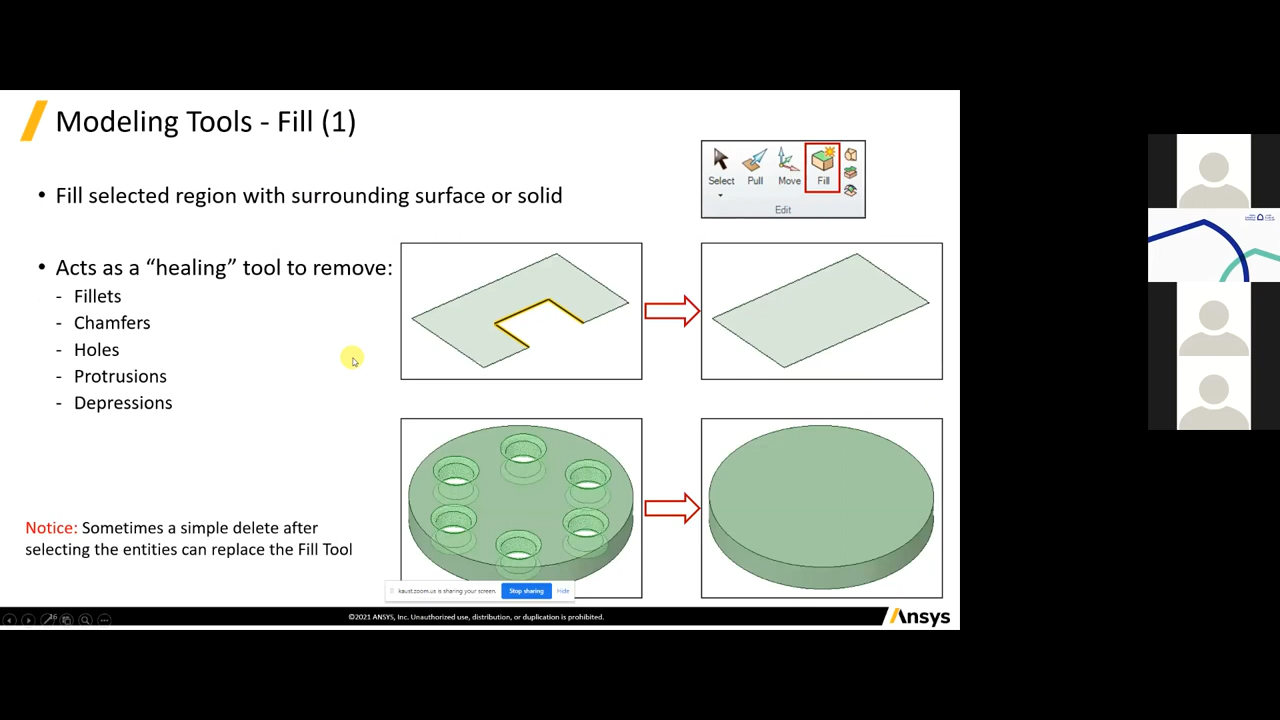 Modeling Tools - Fill (1)
• Fill selected region with surrounding surface or solid
Select
Pull
Move
Fill
Edit
• Acts as a “healing” tool to remove:
- Fillets
- Chamfers
- Holes
- Protrusions
- Depressions
Notice: Sometimes a simple delete after
selecting the entities can replace the Fill Tool
kaust.zoom.us is sharing your screen.
Stop sharing
Hide
©2021 ANSYS, Inc. Unauthorized use, distribution, or duplication is prohibited.
Ansys